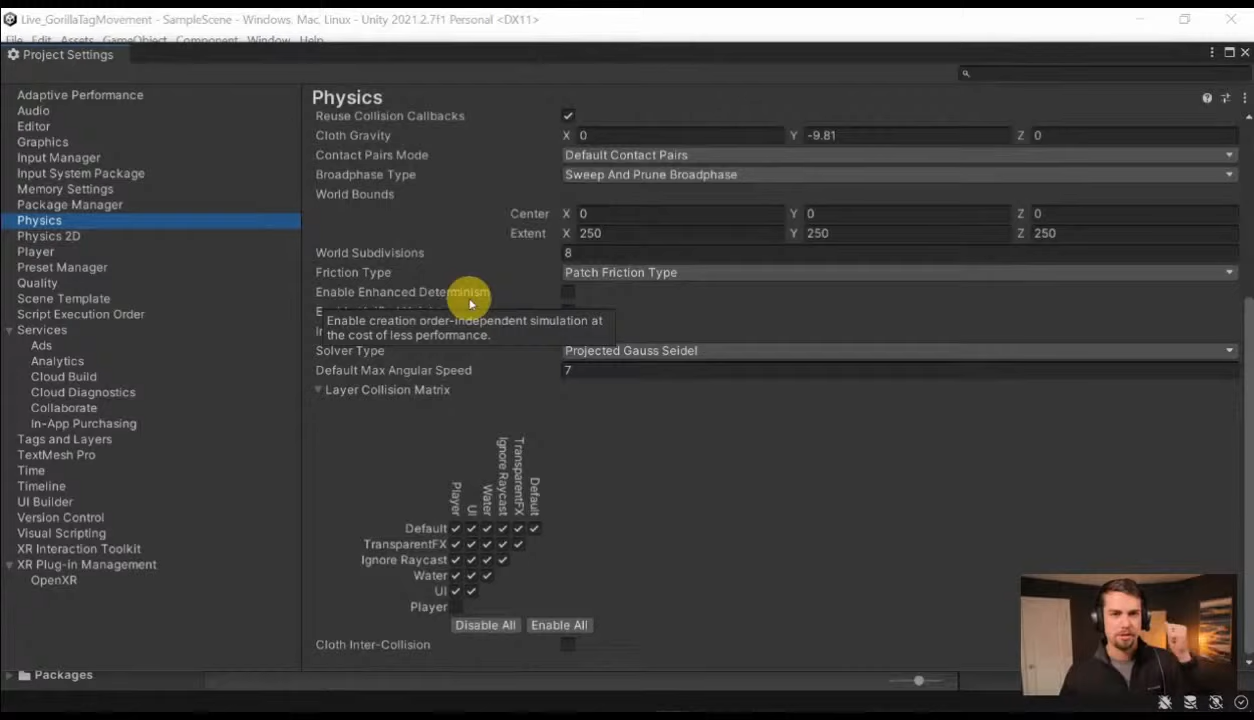 Live_GorillaTagMovement - SampleScene - Windows, Mac, Linux - Unity 2021.2.7f1 Personal <DX11>
File Edit Assets GameObject Component Window Help
Project Settings
Adaptive Performance
Audio
Editor
Graphics
Input Manager
Input System Package
Memory Settings
Package Manager
Physics
Physics 2D
Player
Preset Manager
Quality
Scene Template
Script Execution Order
Services
Ads
Analytics
Cloud Build
Cloud Diagnostics
Collaborate
In-App Purchasing
Tags and Layers
TextMesh Pro
Time
Timeline
UI Builder
Version Control
Visual Scripting
XR Interaction Toolkit
XR Plug-in Management
OpenXR
Packages
Physics
Reuse Collision Callbacks
Cloth Gravity X 0 Y -9.81 Z 0
Contact Pairs Mode Default Contact Pairs
Broadphase Type Sweep And Prune Broadphase
World Bounds
Center X 0 Y 0 Z 0
Extent X 250 Y 250 Z 250
World Subdivisions 8
Friction Type Patch Friction Type
Enable Enhanced Determinism
Enable creation order-independent simulation at
the cost of less performance.
Solver Type Projected Gauss Seidel
Default Max Angular Speed 7
Layer Collision Matrix
Player UI Water Ignore Raycast TransparentFX Default
Default
TransparentFX
Ignore Raycast
Water
UI
Player
Disable All Enable All
Cloth Inter-Collision